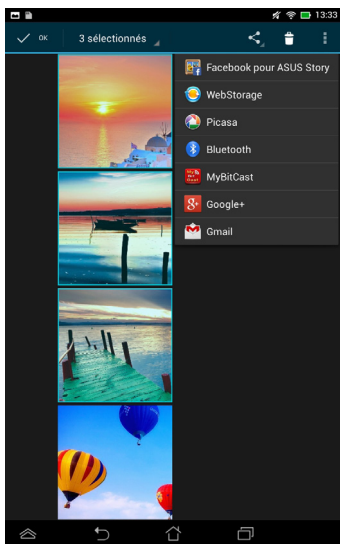 13:33
OK
3 sélectionnés
Facebook pour ASUS Story
WebStorage
Picasa
Bluetooth
MyBitCast
Google+
Gmail